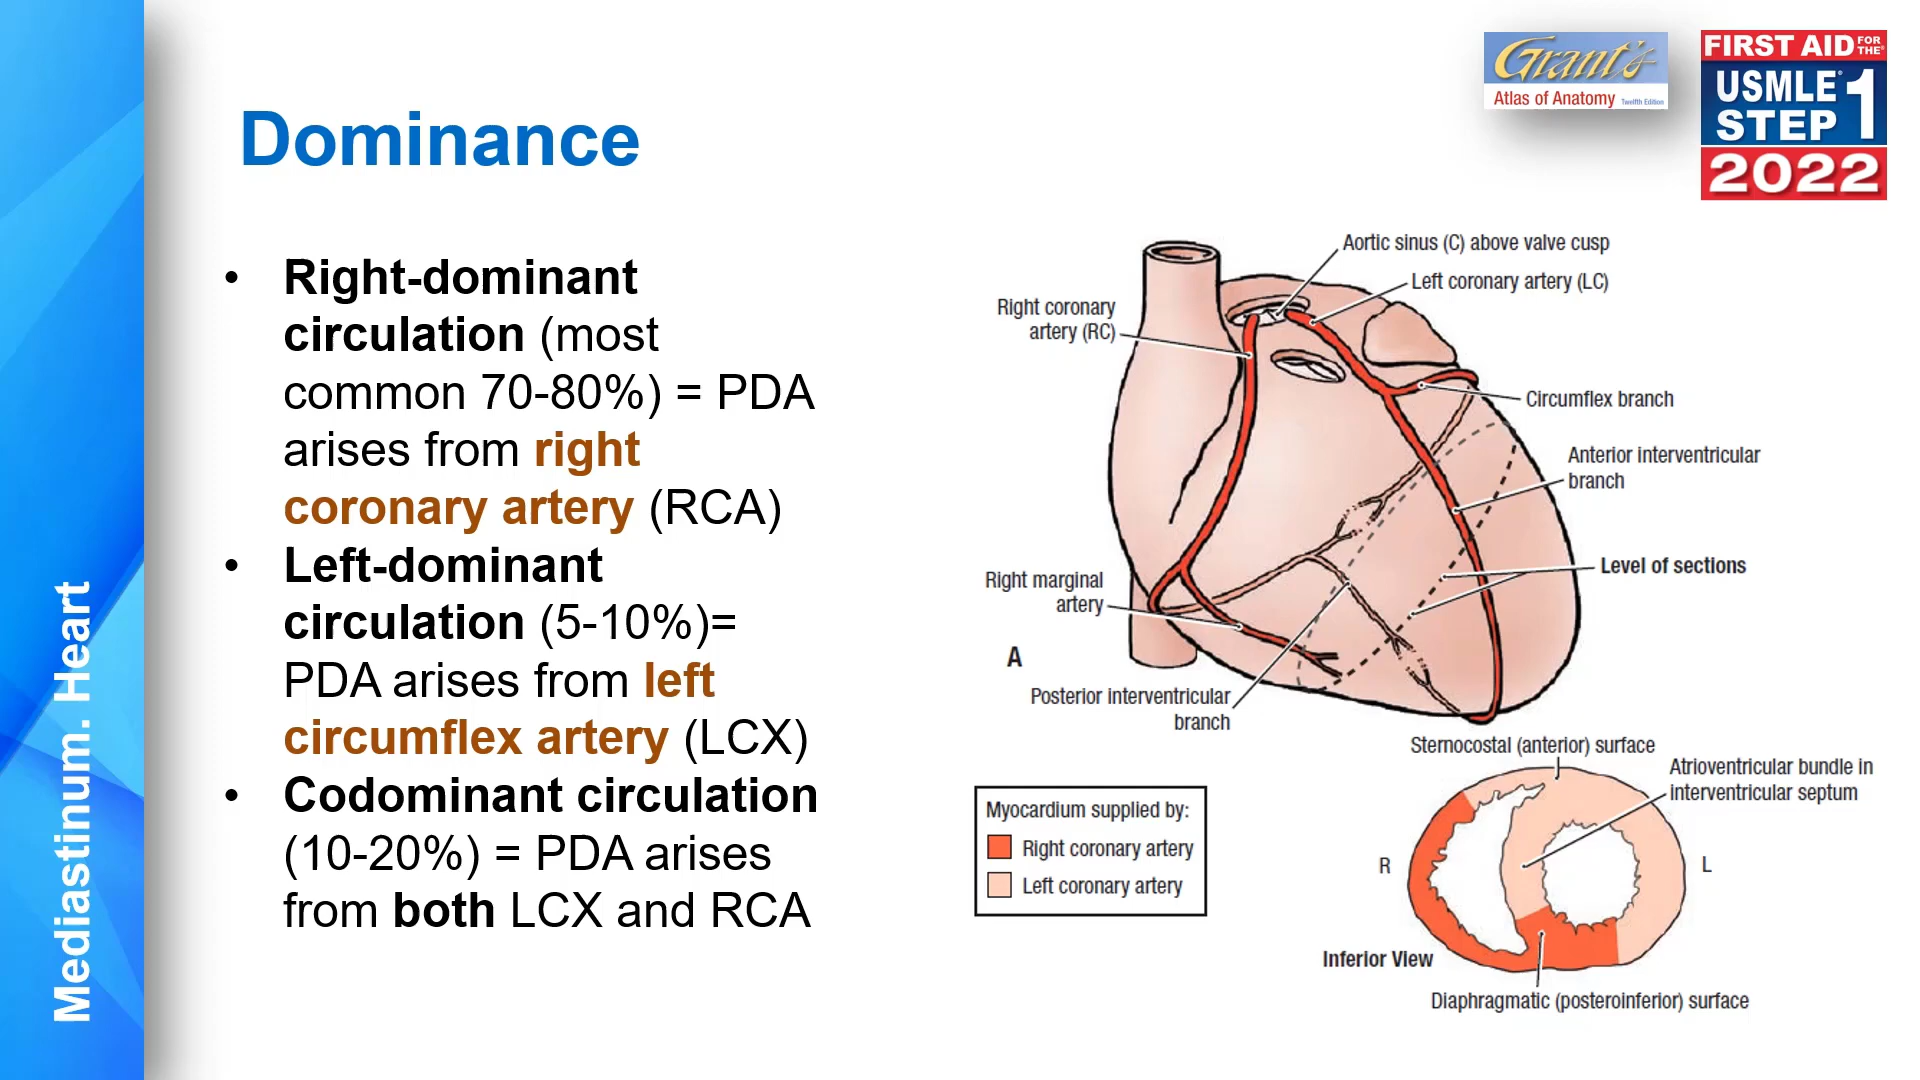 Grant's
Atlas of Anatomy Twelfth Edition
FIRST AID FOR THE®
USMLE® STEP 1
2022
Dominance
• Right-dominant
circulation (most
common 70-80%) = PDA
arises from right
coronary artery (RCA)
• Left-dominant
circulation (5-10%)=
PDA arises from left
circumflex artery (LCX)
• Codominant circulation
(10-20%) = PDA arises
from both LCX and RCA
Mediastinum. Heart
Aortic sinus (C) above valve cusp
Left coronary artery (LC)
Right coronary
artery (RC)
Circumflex branch
Anterior interventricular
branch
Level of sections
Right marginal
artery
A
Posterior interventricular
branch
Sternocostal (anterior) surface
Atrioventricular bundle in
interventricular septum
Myocardium supplied by:
Right coronary artery
Left coronary artery
R
L
Inferior View
Diaphragmatic (posteroinferior) surface